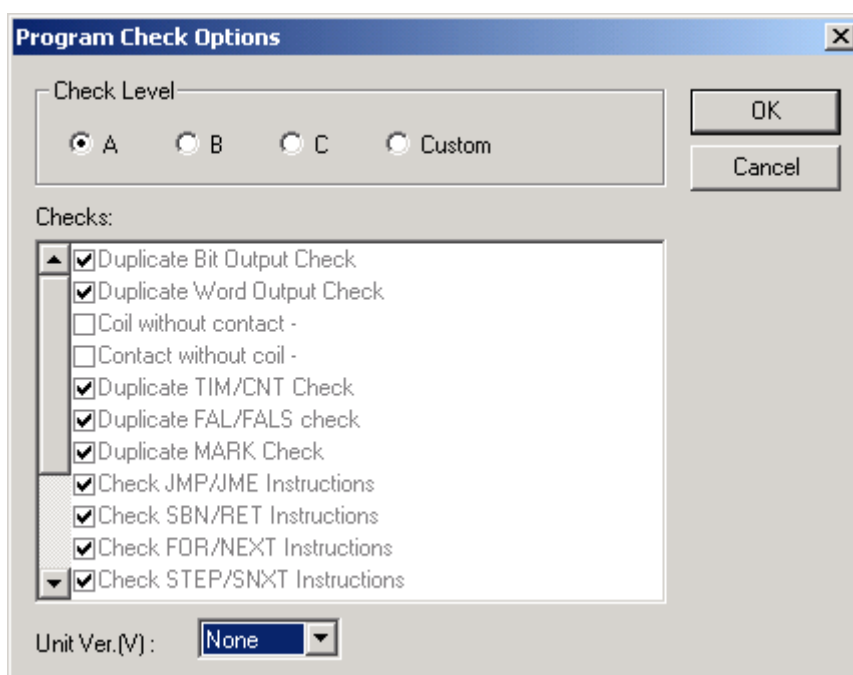 Program Check Options
Check Level
A B C Custom
OK
Cancel
Checks:
Duplicate Bit Output Check
Duplicate Word Output Check
Coil without contact -
Contact without coil -
Duplicate TIM/CNT Check
Duplicate FAL/FALS check
Duplicate MARK Check
Check JMP/JME Instructions
Check SBN/RET Instructions
Check FOR/NEXT Instructions
Check STEP/SNXT Instructions
Unit Ver.(V) : None